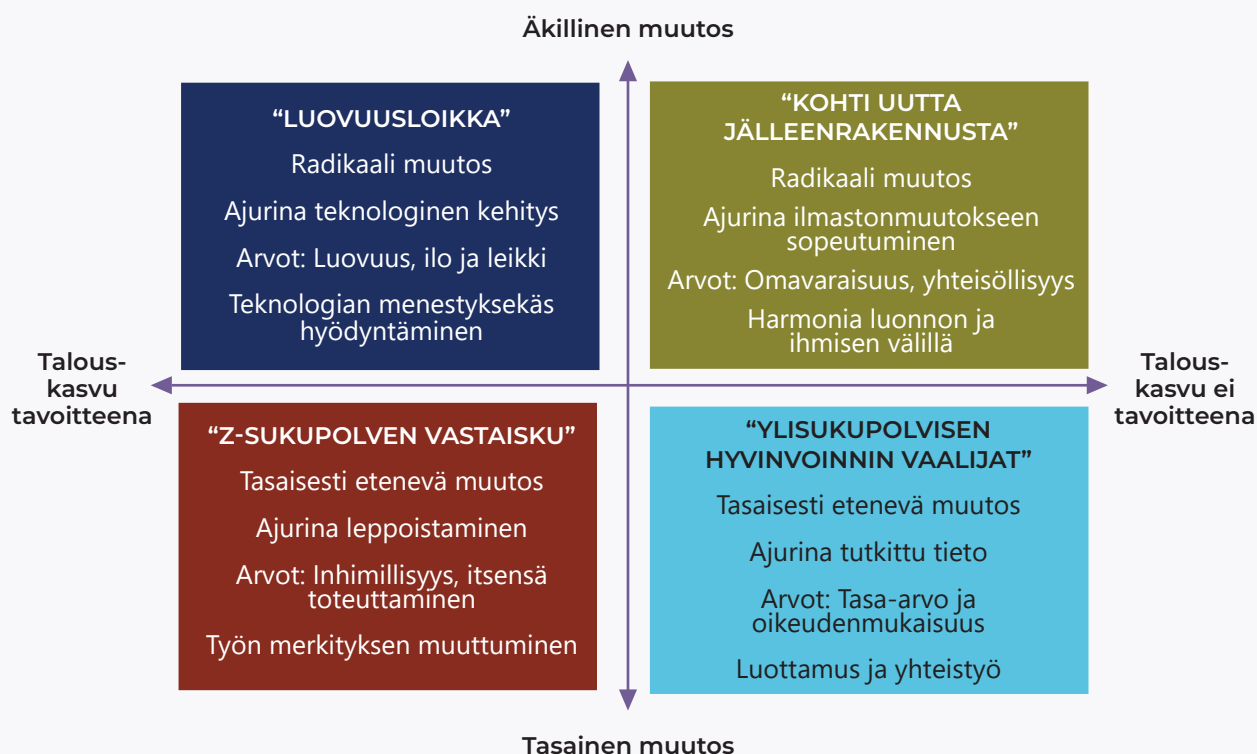 Äkillinen muutos
“LUOVUUSLOIKKA”
Radikaali muutos
Ajurina teknologinen kehitys
Arvot: Luovuus, ilo ja leikki
Teknologian menestyksekäs
hyödyntäminen
“KOHTI UUTTA
JÄLLEENRAKENNUSTA”
Radikaali muutos
Ajurina ilmastonmuutokseen
sopeutuminen
Arvot: Omavaraisuus, yhteisöllisyys
Harmonia luonnon ja
ihmisen välillä
Talous-
kasvu
tavoitteena
Talous-
kasvu ei
tavoitteena
“Z-SUKUPOLVEN VASTAISKU”
Tasaisesti etenevä muutos
Ajurina leppoistaminen
Arvot: Inhimillisyys, itsensä
toteuttaminen
Työn merkityksen muuttuminen
“YLISUKUPOLVISEN
HYVINVOINNIN VAALIJAT”
Tasaisesti etenevä muutos
Ajurina tutkittu tieto
Arvot: Tasa-arvo ja
oikeudenmukaisuus
Luottamus ja yhteistyö
Tasainen muutos